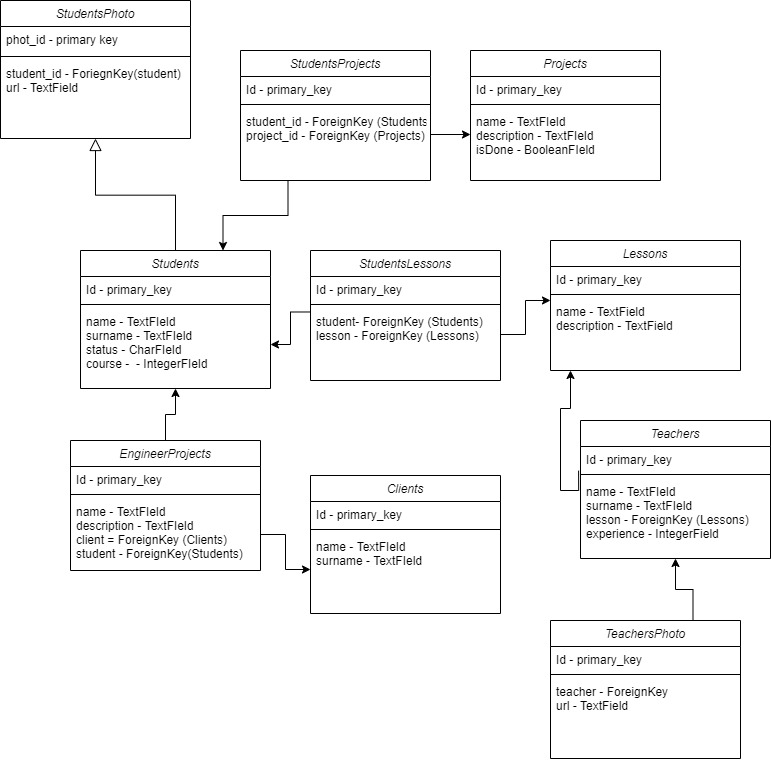 StudentsPhoto
phot_id - primary key
student_id - ForiegnKey(student)
url - TextField
StudentsProjects
Id - primary_key
student_id - ForeignKey (Students
project_id - ForeignKey (Projects)
Projects
Id - primary_key
name - TextFIeld
description - TextFIeld
isDone - BooleanFIeld
Students
Id - primary_key
name - TextFIeld
surname - TextFIeld
status - CharFIeld
course - - IntegerFIeld
StudentsLessons
Id - primary_key
student- ForeignKey (Students)
lesson - ForeignKey (Lessons)
Lessons
Id - primary_key
name - TextField
description - TextField
EngineerProjects
Id - primary_key
name - TextFIeld
description - TextFIeld
client = ForeignKey (Clients)
student - ForeignKey(Students)
Clients
Id - primary_key
name - TextFIeld
surname - TextFIeld
Teachers
Id - primary_key
name - TextFIeld
surname - TextFIeld
lesson - ForeignKey (Lessons)
experience - IntegerField
TeachersPhoto
Id - primary_key
teacher - ForeignKey
url - TextField